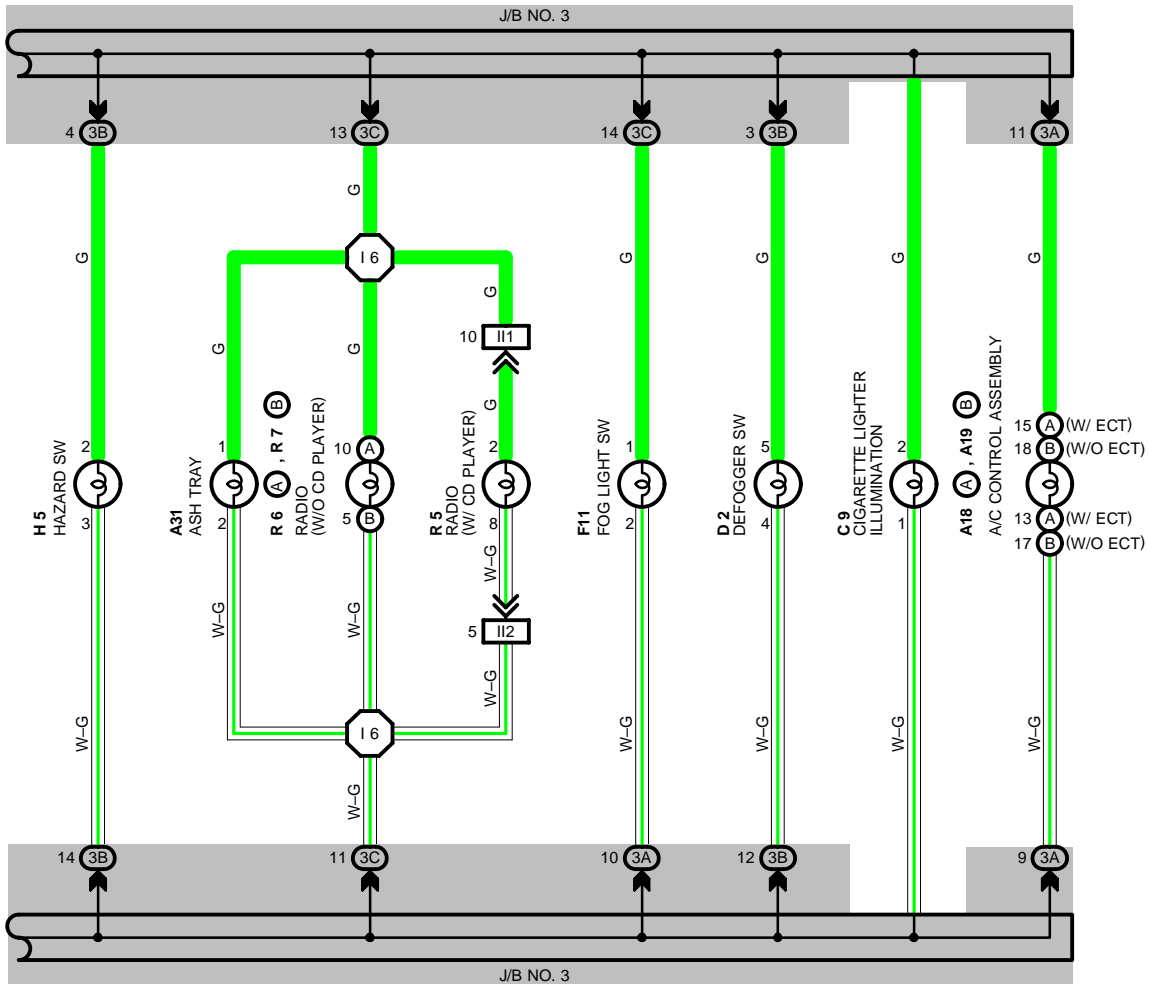 J/B NO. 3
4 3B
13 3C
14 3C
3 3B
11 3A
G
G
G
G
G
G
I 6
G
G
G
10 II1
G
H 5
HAZARD SW
2
3
A31
ASH TRAY
1
2
R 6 A , R 7 B
RADIO
(W/O CD PLAYER)
10 A
5 B
R 5
RADIO
(W/ CD PLAYER)
2
8
F11
FOG LIGHT SW
1
2
D 2
DEFOGGER SW
5
4
C 9
CIGARETTE LIGHTER
ILLUMINATION
2
1
A18 A , A19 B
A/C CONTROL ASSEMBLY
15 A (W/ ECT)
18 B (W/O ECT)
13 A (W/ ECT)
17 B (W/O ECT)
W–G
W–G
W–G
5 II2
W–G
I 6
W–G
W–G
W–G
W–G
W–G
W–G
14 3B
11 3C
10 3A
12 3B
9 3A
J/B NO. 3